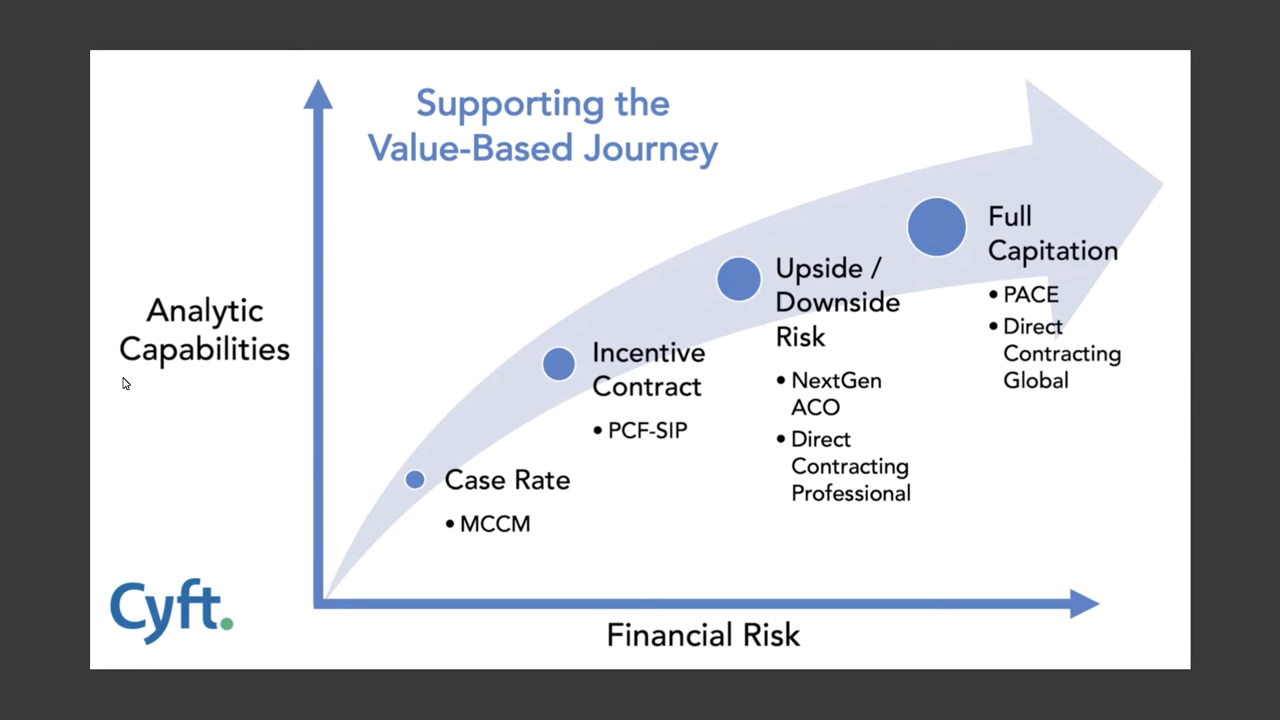 Supporting the
Value-Based Journey
Analytic
Capabilities
Full
Capitation
• PACE
• Direct
Contracting
Global
Upside /
Downside
Risk
• NextGen
ACO
• Direct
Contracting
Professional
Incentive
Contract
• PCF-SIP
Case Rate
• MCCM
Cyft.
Financial Risk